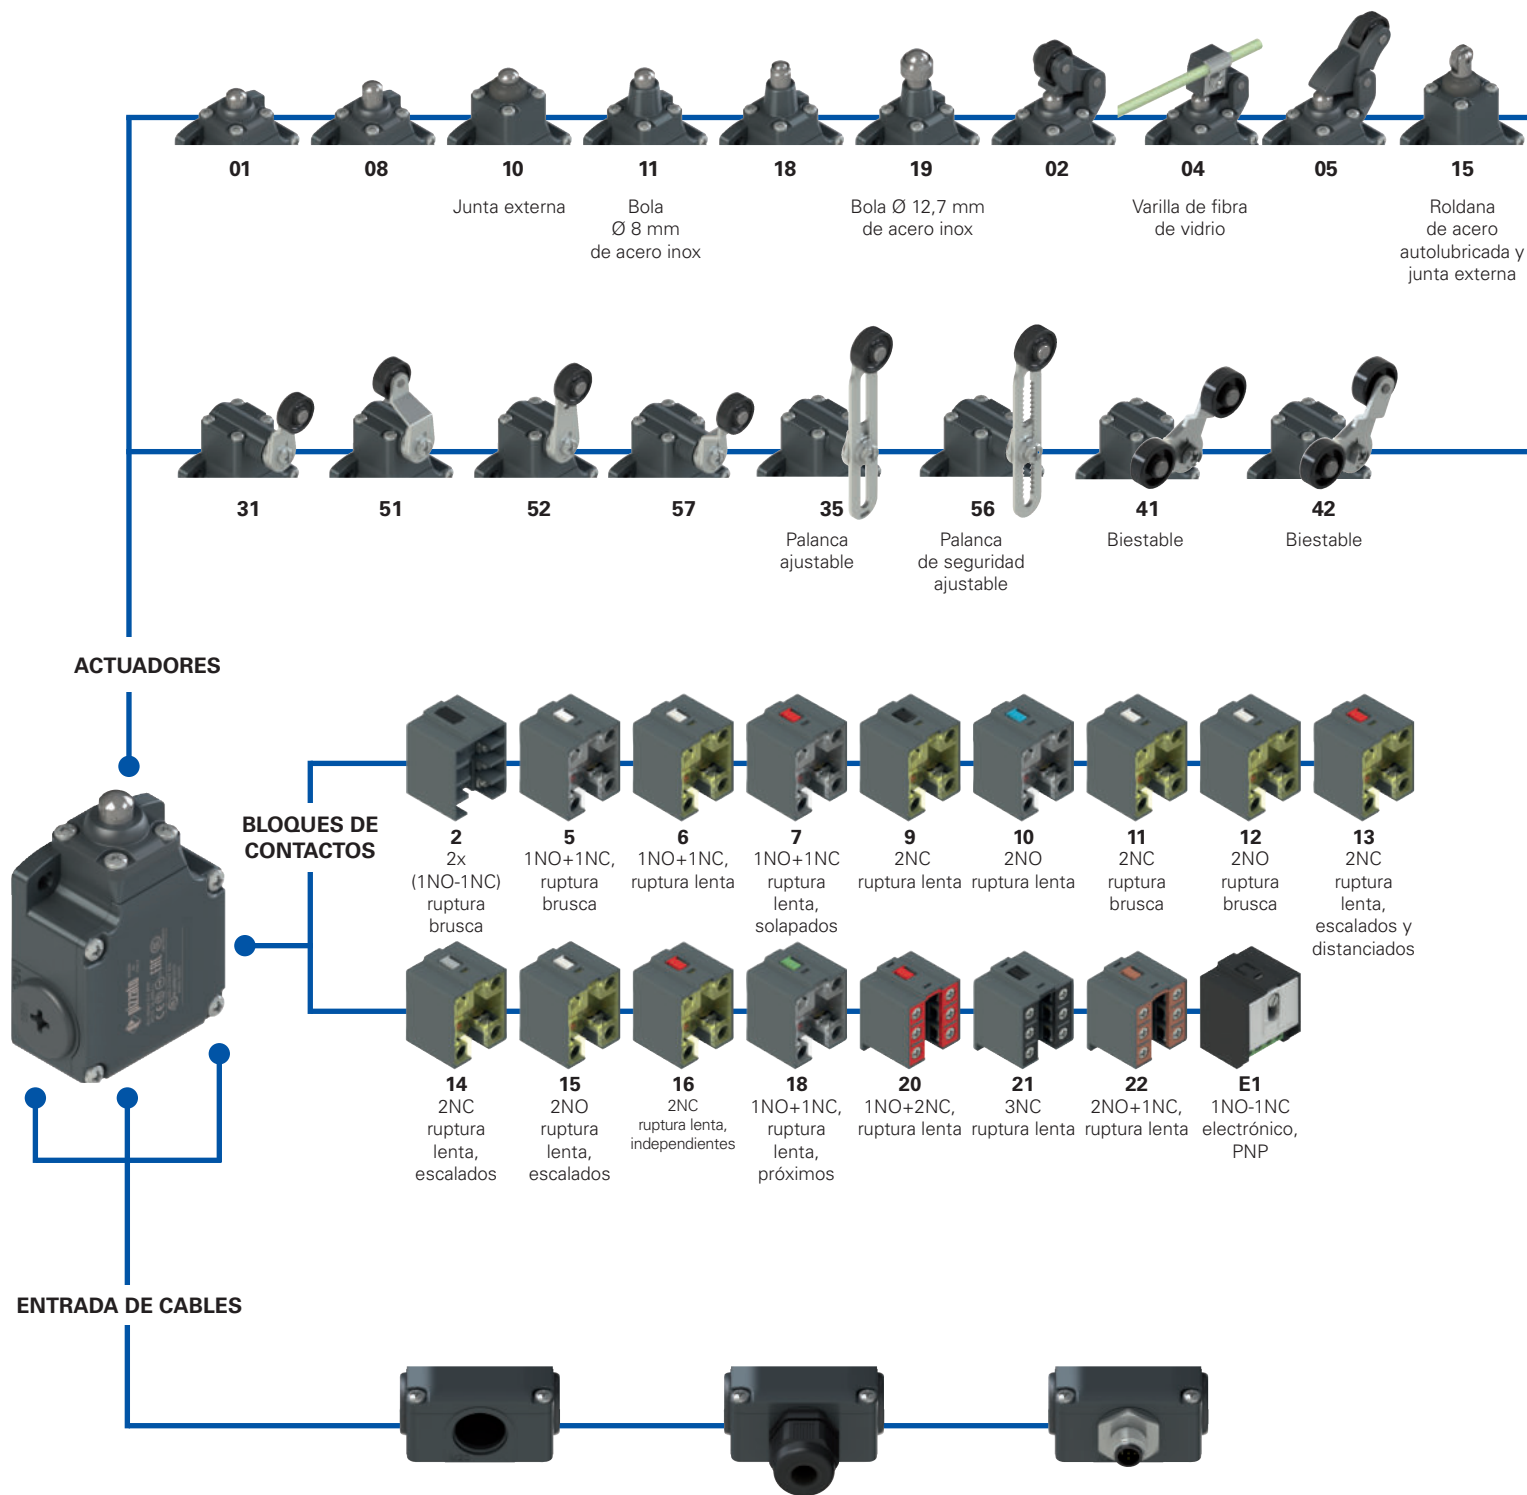 01 08 10 11 18 19 02 04 05 15
Junta externa
Bola
Ø 8 mm
de acero inox
Bola Ø 12,7 mm
de acero inox
Varilla de fibra
de vidrio
Roldana
de acero
autolubricada y
junta externa
31 51 52 57 35 56 41 42
Palanca
ajustable
Palanca
de seguridad
ajustable
Biestable
Biestable
ACTUADORES
BLOQUES DE
CONTACTOS
2
2x
(1NO-1NC)
ruptura
brusca
5
1NO+1NC,
ruptura
brusca
6
1NO+1NC,
ruptura lenta
7
1NO+1NC
ruptura
lenta,
solapados
9
2NC
ruptura lenta
10
2NO
ruptura lenta
11
2NC
ruptura
brusca
12
2NO
ruptura
brusca
13
2NC
ruptura
lenta,
escalados y
distanciados
14
2NC
ruptura
lenta,
escalados
15
2NO
ruptura
lenta,
escalados
16
2NC
ruptura lenta,
independientes
18
1NO+1NC,
ruptura
lenta,
próximos
20
1NO+2NC,
ruptura lenta
21
3NC
ruptura lenta
22
2NO+1NC,
ruptura lenta
E1
1NO-1NC
electrónico,
PNP
pizzato
ENTRADA DE CABLES